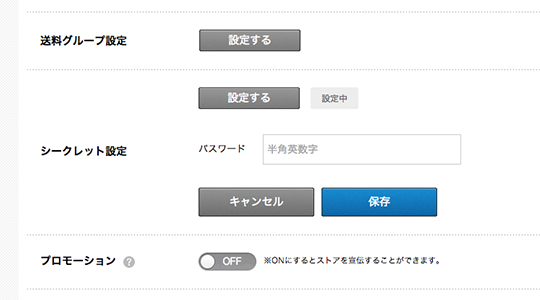 送料グループ設定
設定する
設定する
設定中
シークレット設定
パスワード
半角英数字
キャンセル
保存
プロモーション ?
OFF
※ONにするとストアを宣伝することができます。